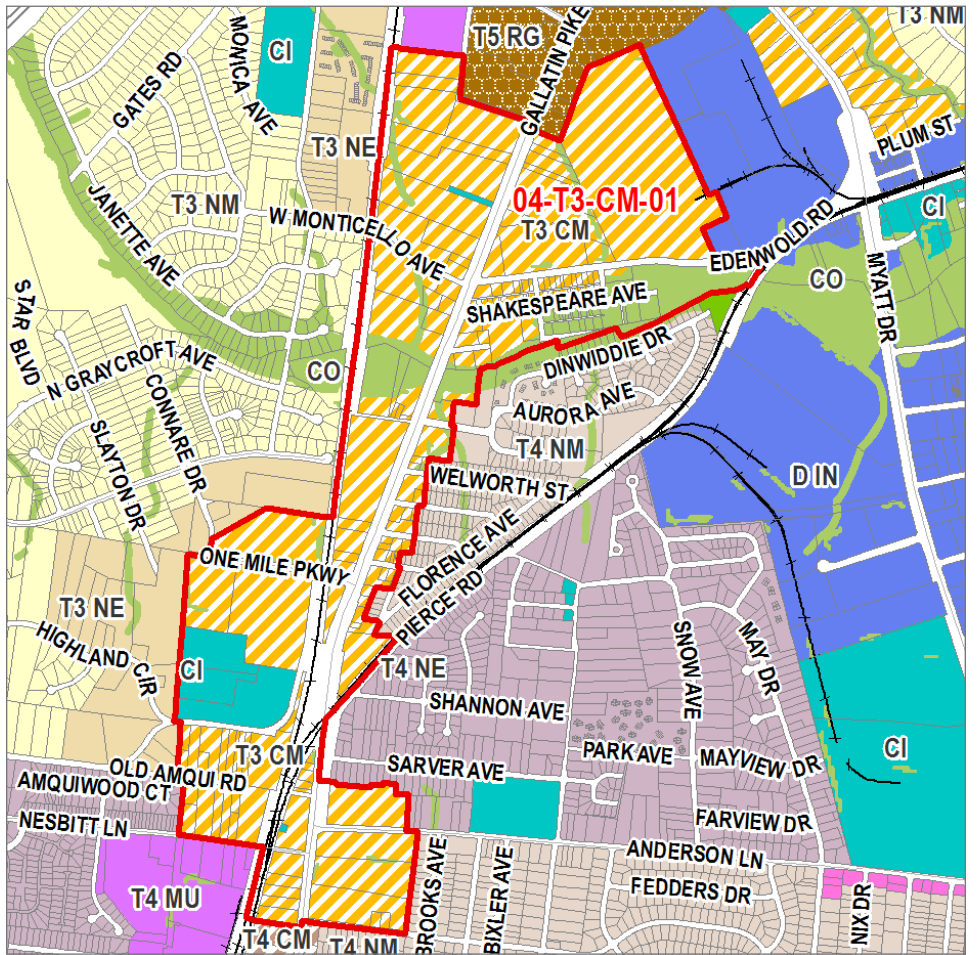 T3 NM
T5 RG
CI
GALLATIN PIKE
MONICA AVE
GATES RD
T3 NE
PLUM ST
04-T3-CM-01
T3 CM
T3 NM
W MONTICELLO AVE
CI
JANETTE AVE
EDENWOLD RD
CO
MYATT DR
SHAKESPEARE AVE
STAR BLVD
DINWIDDIE DR
N GRAYCROFT AVE
CO
CONNARE DR
AURORA AVE
T4 NM
SLAYTON DR
WELWORTH ST
D IN
ONE MILE PKWY
FLORENCE AVE
PIERCE RD
T3 NE
HIGHLAND CIR
SNOW AVE
MAY DR
CI
T4 NE
SHANNON AVE
T3 CM
PARK AVE
MAYVIEW DR
CI
OLD AMQUI RD
SARVER AVE
AMQUIWOOD CT
NESBITT LN
FARVIEW DR
ANDERSON LN
BROOKS AVE
BIXLER AVE
FEDDERS DR
T4 MU
NIX DR
T4 CM
T4 NM